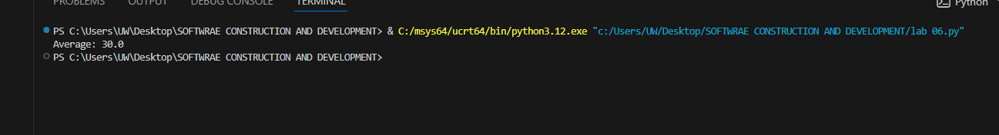 PROBLEMS OUTPUT DEBUG CONSOLE TERMINAL Python
PS C:\Users\UW\Desktop\SOFTWRAE CONSTRUCTION AND DEVELOPMENT> & C:/msys64/ucrt64/bin/python3.12.exe "c:/Users/UW/Desktop/SOFTWRAE CONSTRUCTION AND DEVELOPMENT/lab 06.py"
Average: 30.0
PS C:\Users\UW\Desktop\SOFTWRAE CONSTRUCTION AND DEVELOPMENT>